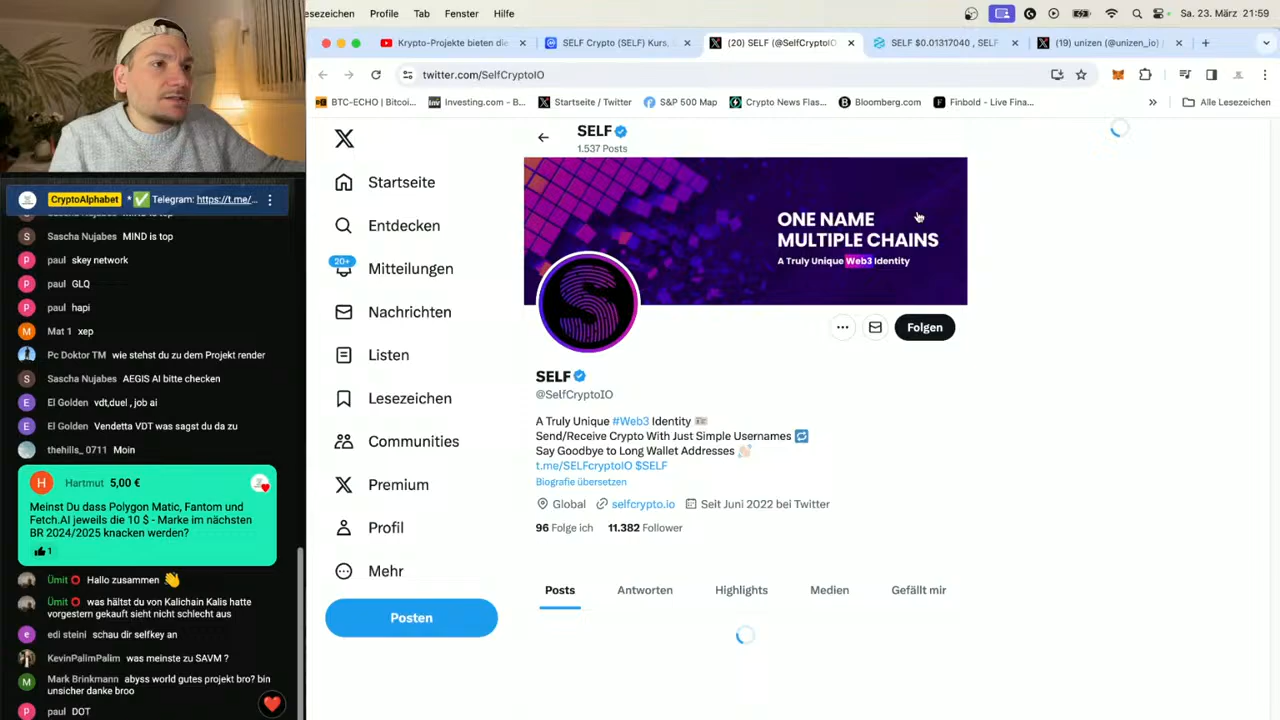 esezeichen Profile Tab Fenster Hilfe
Sa. 23. März 21:59
Krypto-Projekte bieten die
SELF Crypto (SELF) Kurs,
(20) SELF (@SelfCryptoIO
SELF $0.01317040 , SELF
(19) unizen (@unizen_io)
twitter.com/SelfCryptoIO
BTC-ECHO | Bitcoi...
Investing.com - B...
Startseite / Twitter
S&P 500 Map
Crypto News Flas...
Bloomberg.com
Finbold - Live Fina...
Alle Lesezeichen
CryptoAlphabet * Telegram: https://t.me/...
Sascha Nujabes MIND is top
paul skey network
paul GLQ
paul hapi
Mat 1 xep
Pc Doktor TM wie stehst du zu dem Projekt render
Sascha Nujabes AEGIS AI bitte checken
El Golden vdt,duel , job ai
El Golden Vendetta VDT was sagst du da zu
thehills_ 0711 Moin
H Hartmut 5,00 €
Meinst Du dass Polygon Matic, Fantom und
Fetch.AI jeweils die 10 $ - Marke im nächsten
BR 2024/2025 knacken werden?
1
Ümit Hallo zusammen
Ümit was hältst du von Kalichain Kalis hatte
vorgestern gekauft sieht nicht schlecht aus
edi steini schau dir selfkey an
KevinPalimPalim was meinste zu SAVM ?
Mark Brinkmann abyss world gutes projekt bro? bin
unsicher danke broo
paul DOT
Startseite
Entdecken
20+
Mitteilungen
Nachrichten
Listen
Lesezeichen
Communities
Premium
Profil
Mehr
Posten
SELF
1.537 Posts
ONE NAME
MULTIPLE CHAINS
A Truly Unique Web3 Identity
Folgen
SELF
@SelfCryptoIO
A Truly Unique #Web3 Identity
Send/Receive Crypto With Just Simple Usernames
Say Goodbye to Long Wallet Addresses
t.me/SELFcryptoIO $SELF
Biografie übersetzen
Global selfcrypto.io Seit Juni 2022 bei Twitter
96 Folge ich 11.382 Follower
Posts Antworten Highlights Medien Gefällt mir